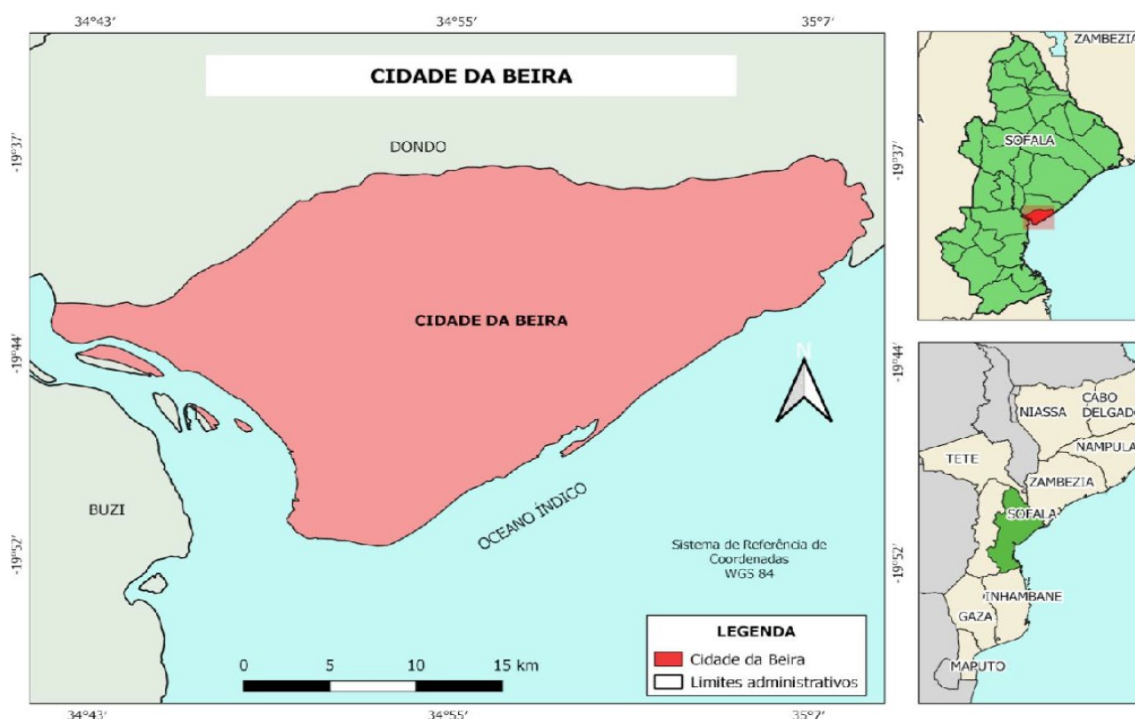 34°43'
34°55'
35°7'
CIDADE DA BEIRA
DONDO
-19°37'
-19°37'
CIDADE DA BEIRA
-19°44'
-19°44'
N
BUZI
OCEANO ÍNDICO
-19°52'
-19°52'
Sistema de Referência de
Coordenadas
WGS 84
0 5 10 15 km
LEGENDA
Cidade da Beira
Limites administrativos
34°43'
34°55'
35°7'
ZAMBEZIA
SOFALA
NIASSA
CABO
DELGADO
NAMPULA
TETE
ZAMBEZIA
SOFALA
INHAMBANE
GAZA
MAPUTO